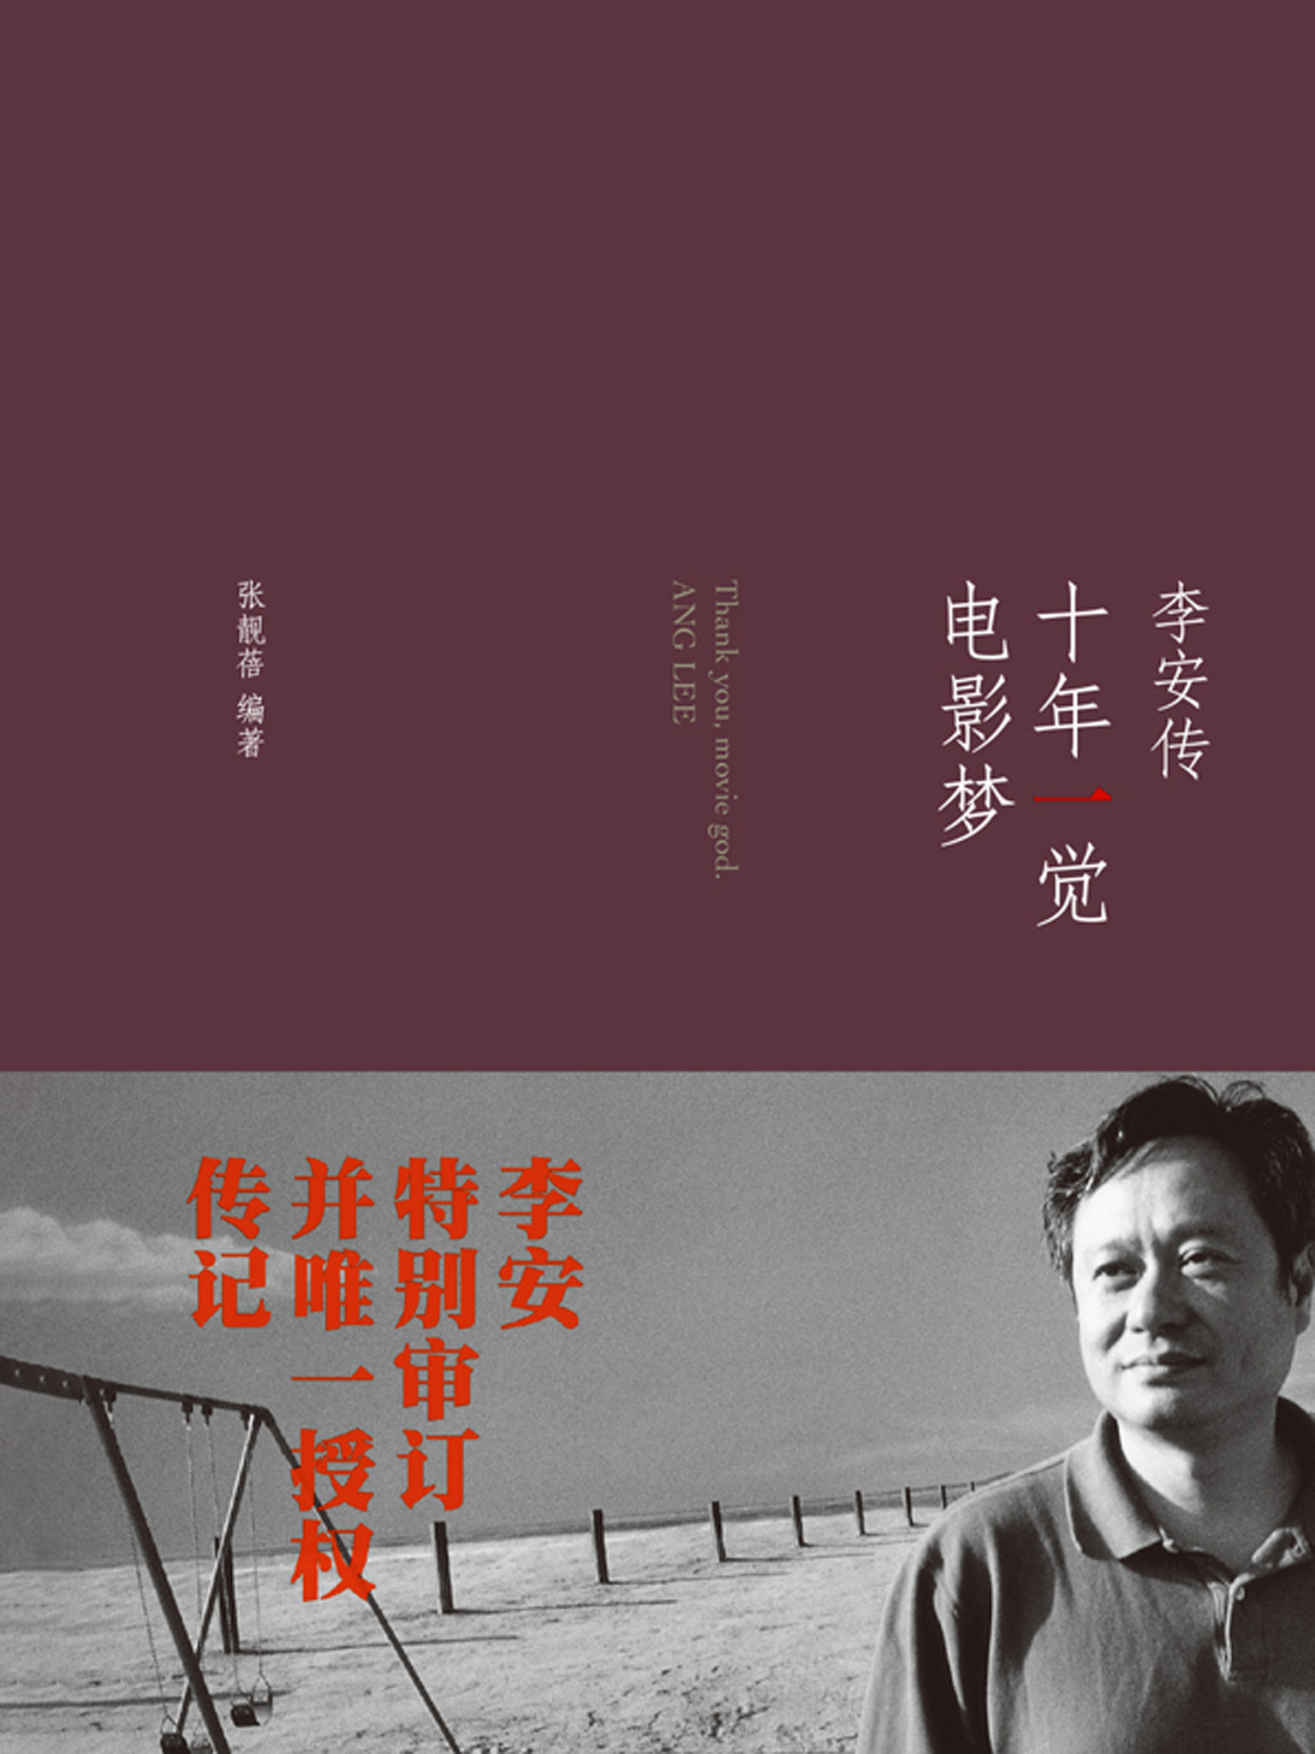 李安传
十年一觉
电影梦
Thank you, movie god.
ANG LEE
张靓蓓 编著
李安
特别审订
并唯一授权
传记